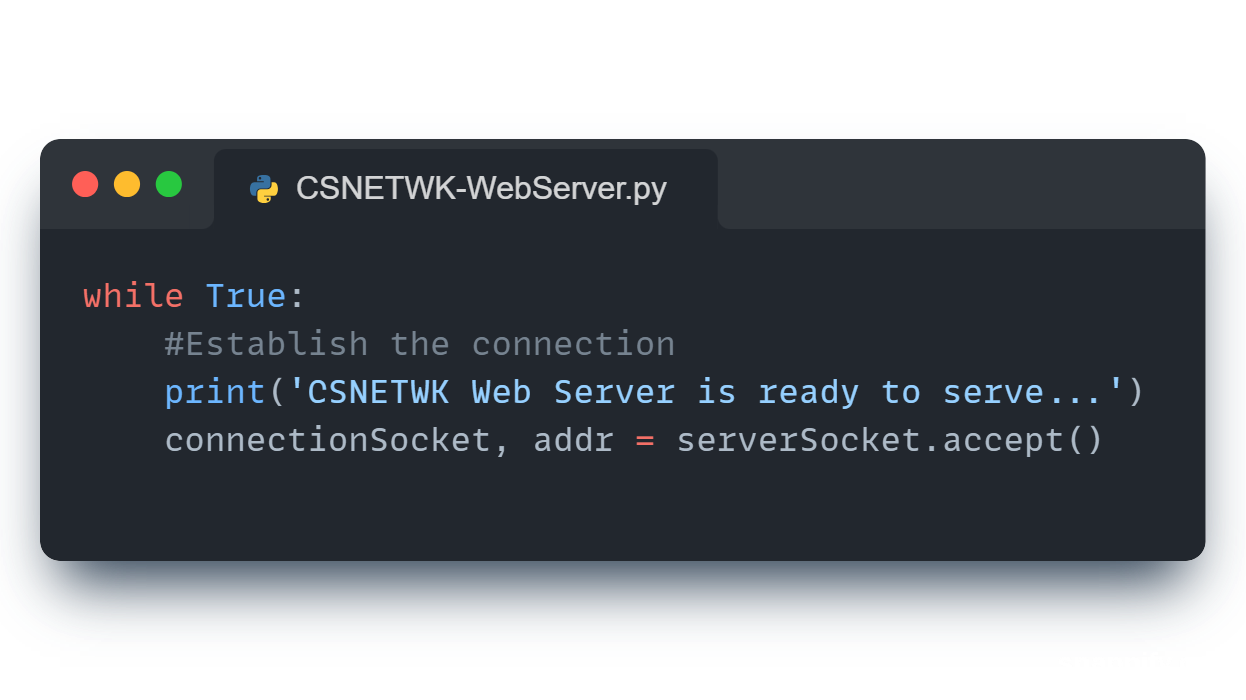 CSNETWK-WebServer.py
while True:
    #Establish the connection
    print('CSNETWK Web Server is ready to serve...')
    connectionSocket, addr = serverSocket.accept()